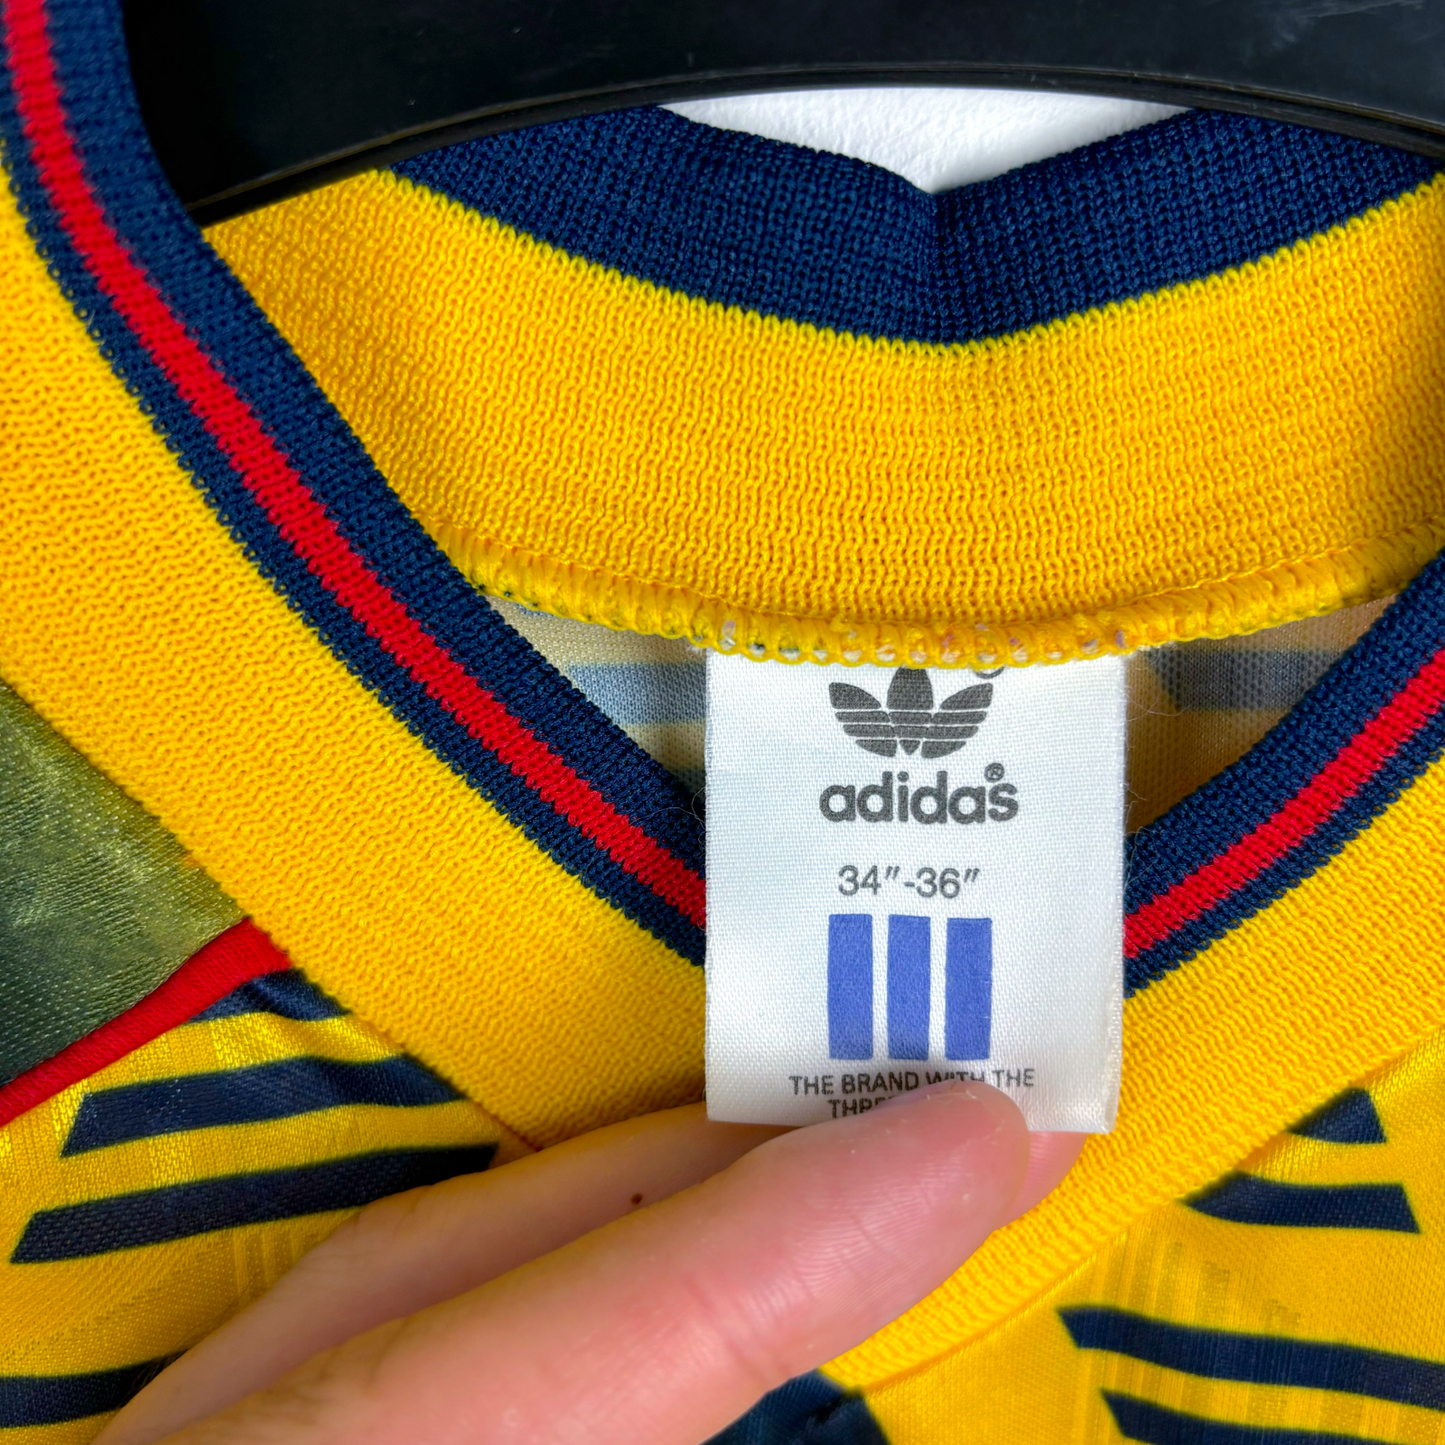 adidas®
34"-36"
THE BRAND WITH THE